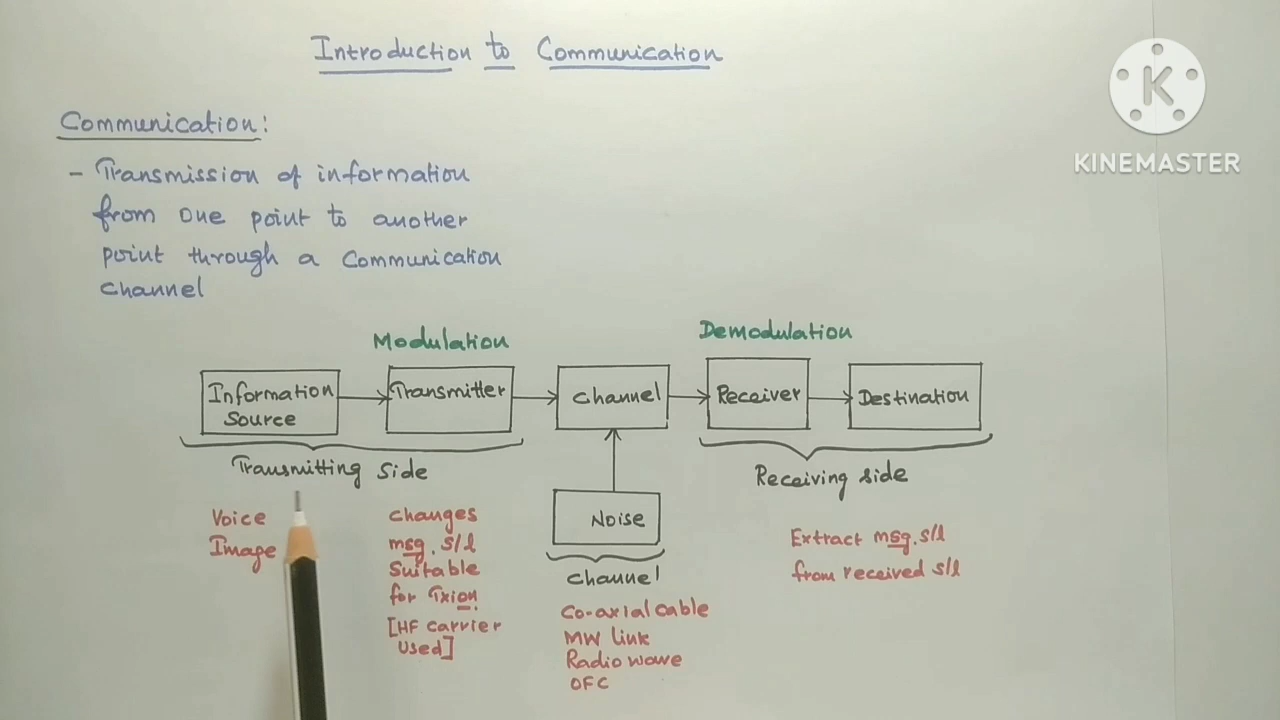 Introduction to Communication
K
KINEMASTER
Communication:
- Transmission of information
from one point to another
point through a communication
channel
Modulation
Demodulation
Information
Source
Transmitter
Channel
Receiver
Destination
Transmitting side
Noise
Receiving side
Voice
Image
changes
msg. s/l
Suitable
for Txion.
[HF carrier
used]
channel
Co-axial cable
MW link
Radio wave
OFC
Extract msg. s/l
from received s/l